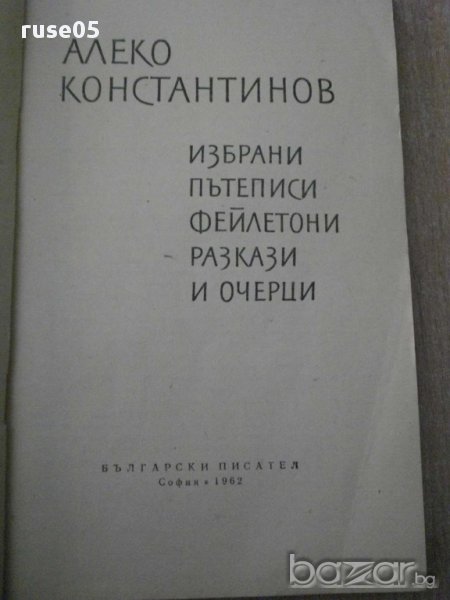 ruse05
АЛЕКО
КОНСТАНТИНОВ
ИЗБРАНИ
ПЪТЕПИСИ
ФЕЙЛЕТОНИ
РАЗКАЗИ
И ОЧЕРЦИ
БЪЛГАРСКИ ПИСАТЕЛ
София • 1962
bazar.bg